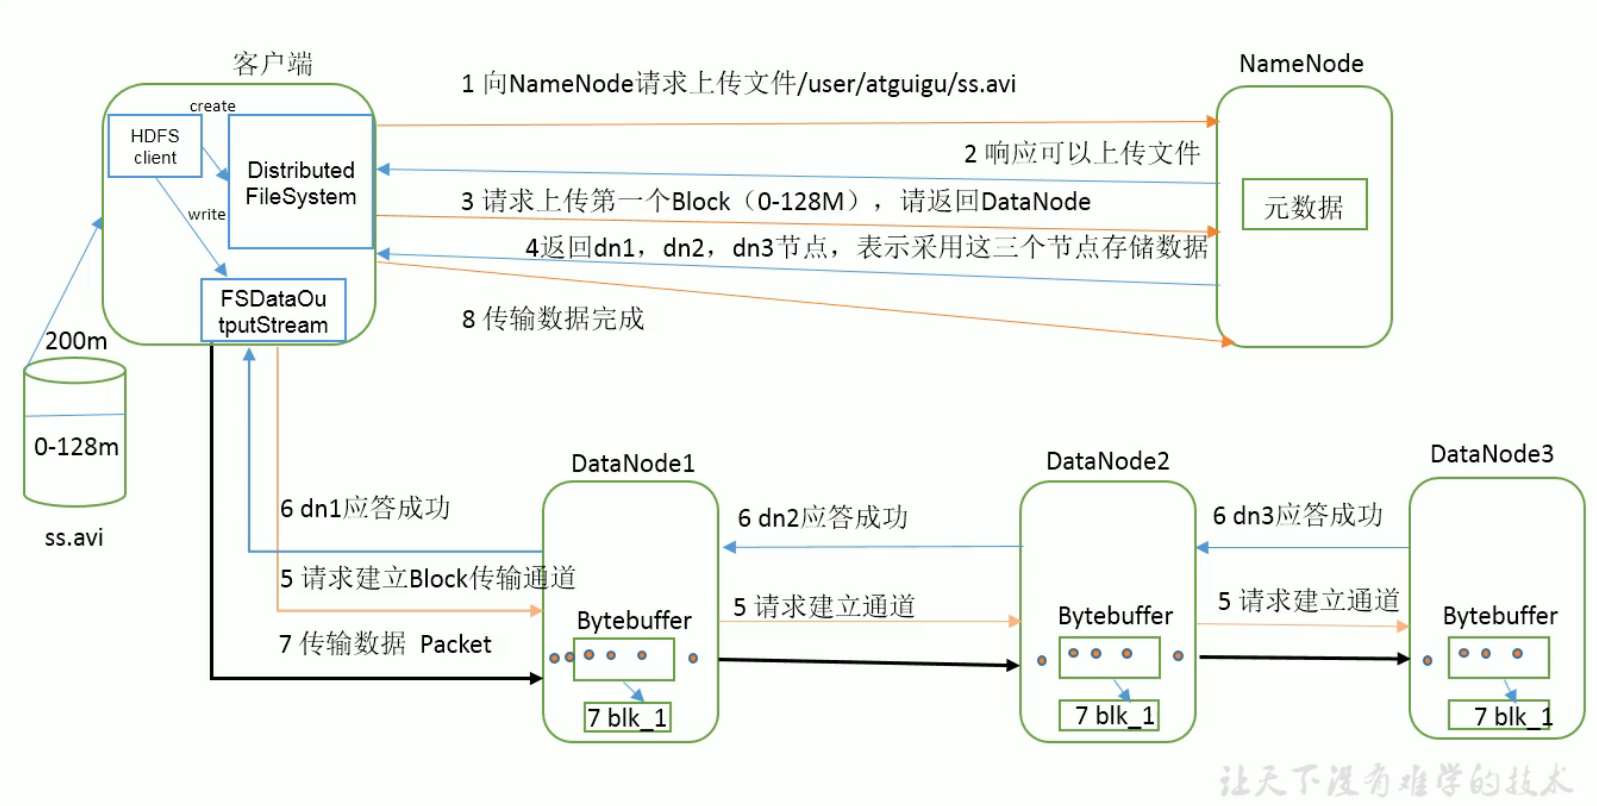 客户端
NameNode
1 向NameNode请求上传文件/user/atguigu/ss.avi
create
HDFS
client
Distributed
FileSystem
2 响应可以上传文件
write
3 请求上传第一个Block（0-128M），请返回DataNode
元数据
4返回dn1，dn2，dn3节点，表示采用这三个节点存储数据
FSDataOu
tputStream
8 传输数据完成
200m
0-128m
ss.avi
DataNode1
DataNode2
DataNode3
6 dn1应答成功
6 dn2应答成功
6 dn3应答成功
5 请求建立Block传输通道
5 请求建立通道
5 请求建立通道
7 传输数据 Packet
Bytebuffer
Bytebuffer
Bytebuffer
7 blk_1
7 blk_1
7 blk_1
让天下没有难学的技术